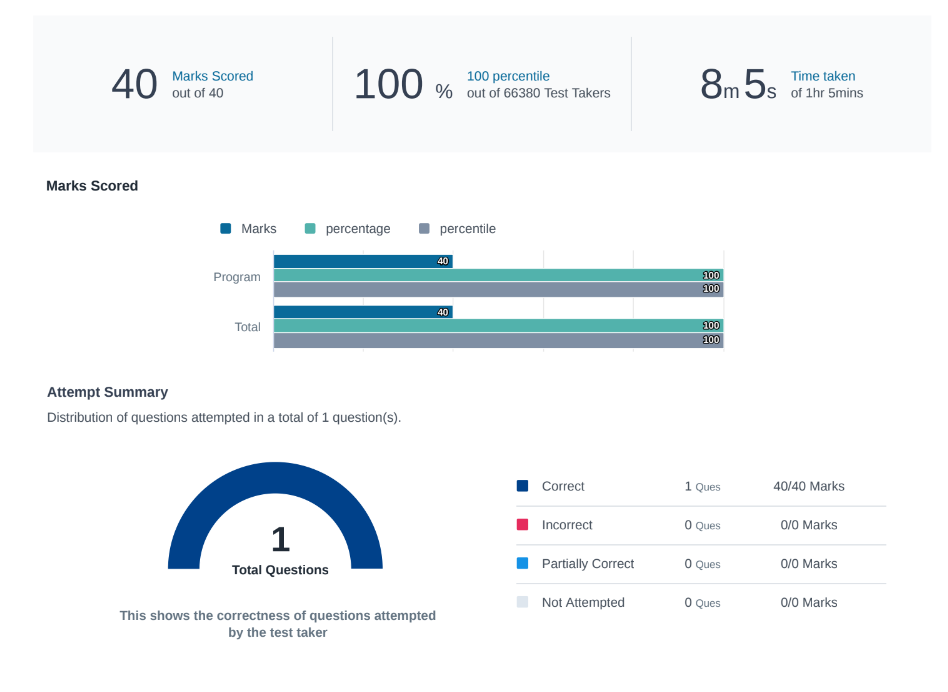 40 Marks Scored
out of 40
100 % 100 percentile
out of 66380 Test Takers
8m 5s Time taken
of 1hr 5mins
Marks Scored
Marks percentage percentile
Program 40
100
100
Total 40
100
100
Attempt Summary
Distribution of questions attempted in a total of 1 question(s).
1
Total Questions
This shows the correctness of questions attempted
by the test taker
Correct 1 Ques 40/40 Marks
Incorrect 0 Ques 0/0 Marks
Partially Correct 0 Ques 0/0 Marks
Not Attempted 0 Ques 0/0 Marks